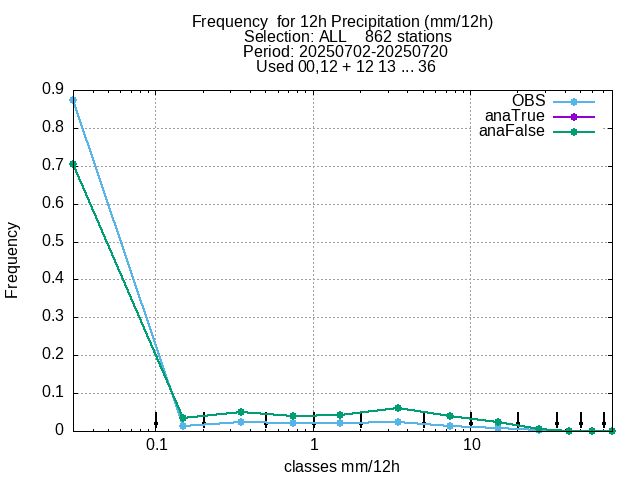 Frequency  for 12h Precipitation (mm/12h)
Selection: ALL    862 stations
Period: 20250702-20250720
Used 00,12 + 12 13 ... 36
OBS
anaTrue
anaFalse
0.9
0.8
0.7
0.6
0.5
0.4
0.3
0.2
0.1
0
Frequency
0.1 1 10
classes mm/12h